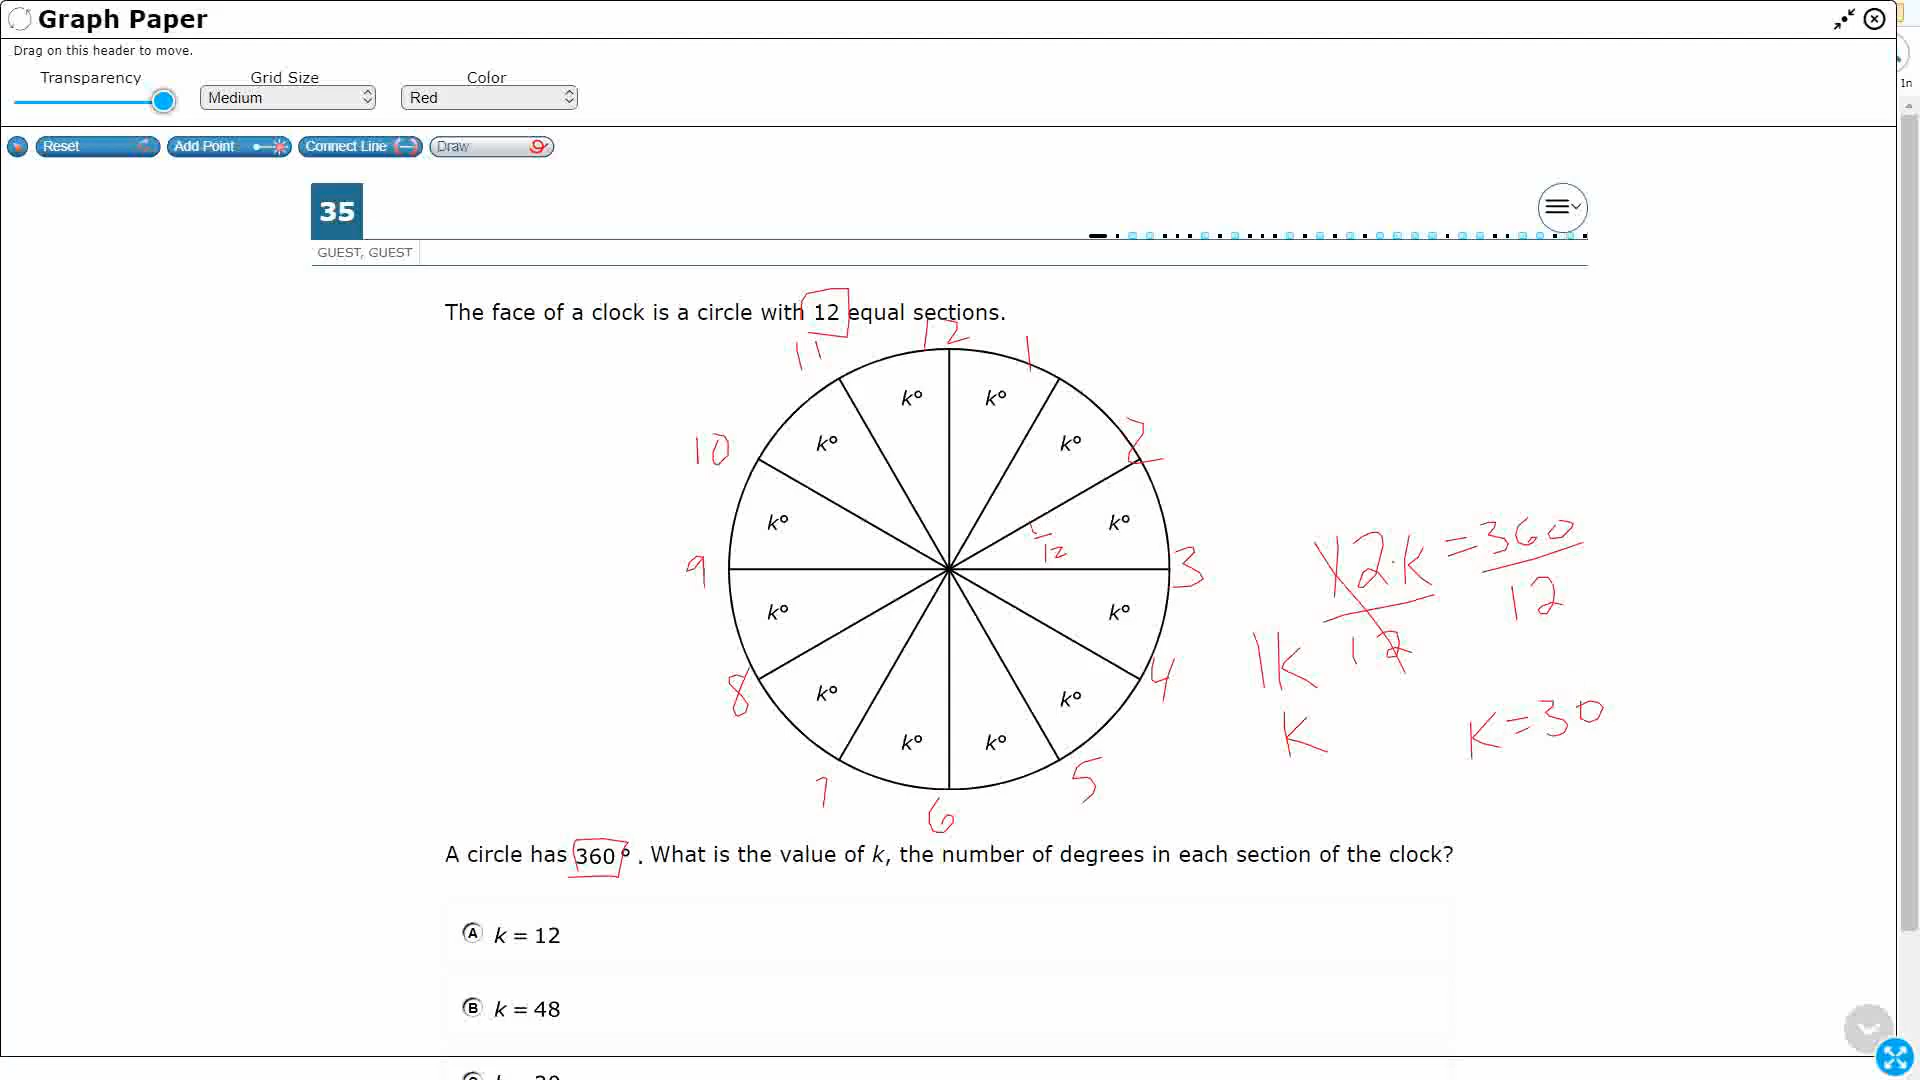 Graph Paper
Drag on this header to move.
Transparency Grid Size Color
Medium Red
Reset Add Point Connect Line Draw
1n
35
GUEST, GUEST
The face of a clock is a circle with 12 equal sections.
11 12 1
k° k°
k° k°
10 2
k° k°
1/12
9 3
k° k°
8 4
k° k°
k° k°
7 5
6
12·k = 360
12 12
1k
k
k = 30
A circle has 360° . What is the value of k, the number of degrees in each section of the clock?
A k = 12
B k = 48